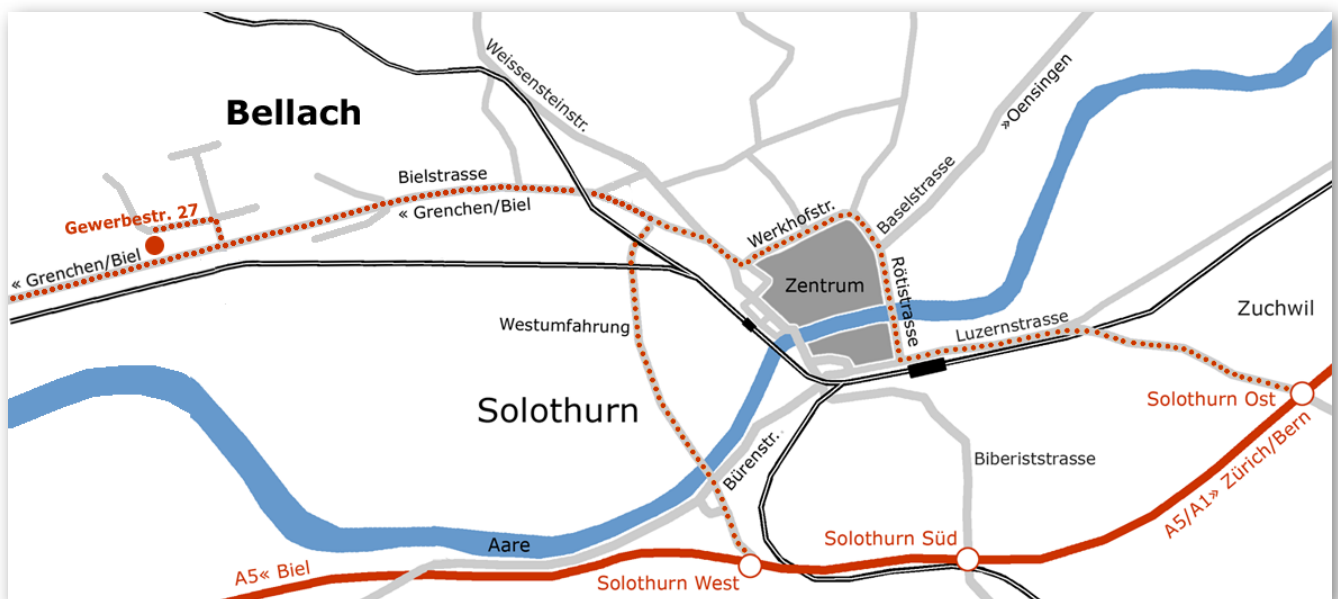 Weissensteinstr.
»Oensingen
Bellach
Bielstrasse
« Grenchen/Biel
Gewerbestr. 27
« Grenchen/Biel
Baselstrasse
Werkhofstr.
Zentrum
Rötistrasse
Luzernstrasse
Zuchwil
Westumfahrung
Solothurn
Solothurn Ost
Bürenstr.
Biberiststrasse
A5/A1» Zürich/Bern
Aare
Solothurn Süd
A5« Biel
Solothurn West